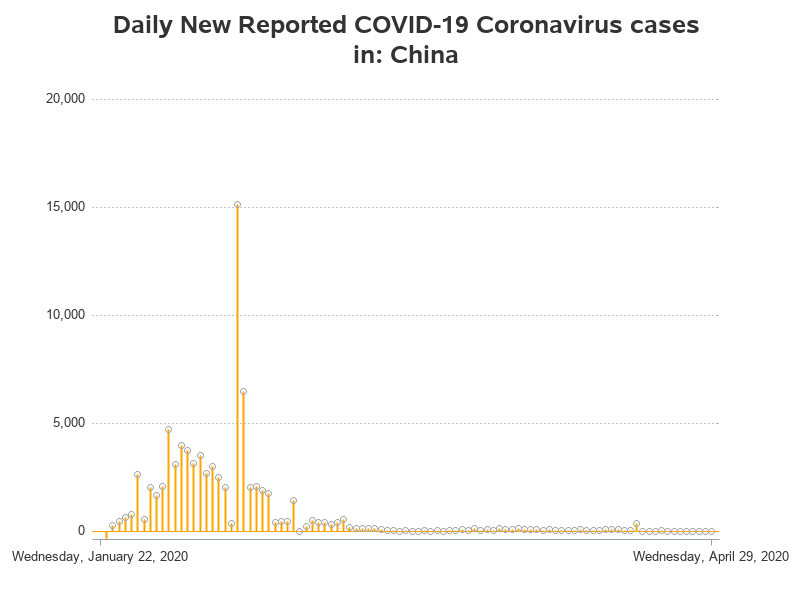 Daily New Reported COVID-19 Coronavirus cases
in: China
20,000
15,000
10,000
5,000
0
Wednesday, January 22, 2020
Wednesday, April 29, 2020